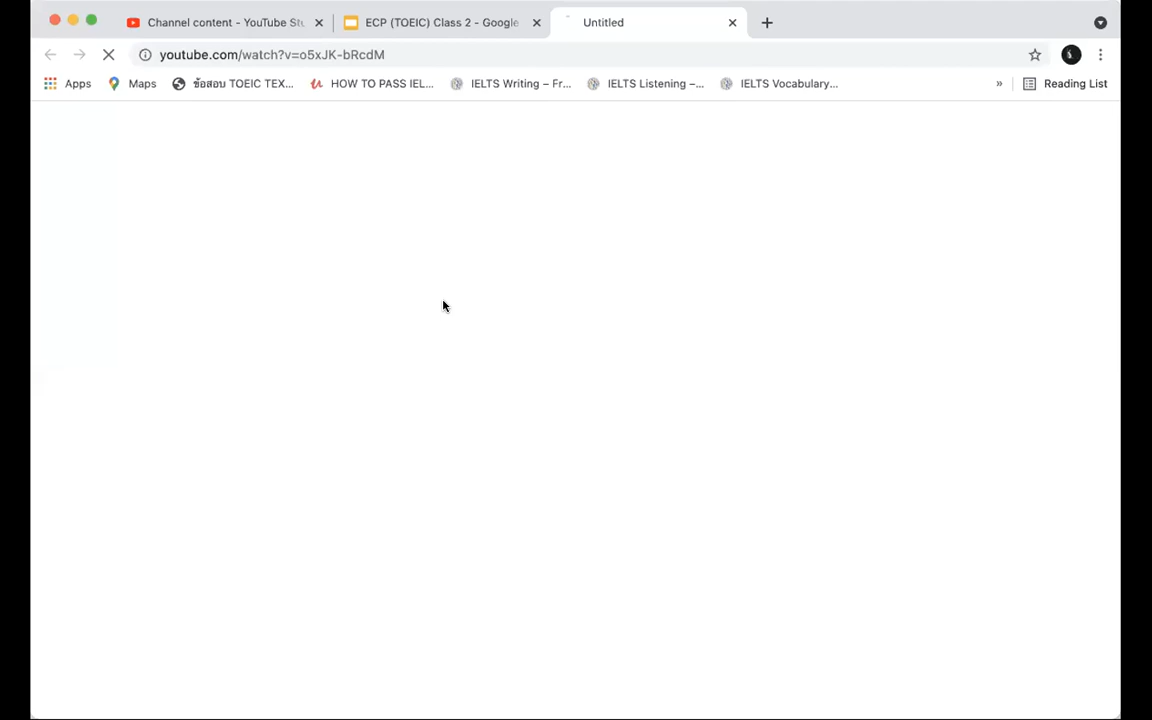 Channel content - YouTube Stu
ECP (TOEIC) Class 2 - Google
Untitled
youtube.com/watch?v=o5xJK-bRcdM
Apps
Maps
ข้อสอบ TOEIC TEX...
HOW TO PASS IEL...
IELTS Writing – Fr...
IELTS Listening –...
IELTS Vocabulary...
»
Reading List